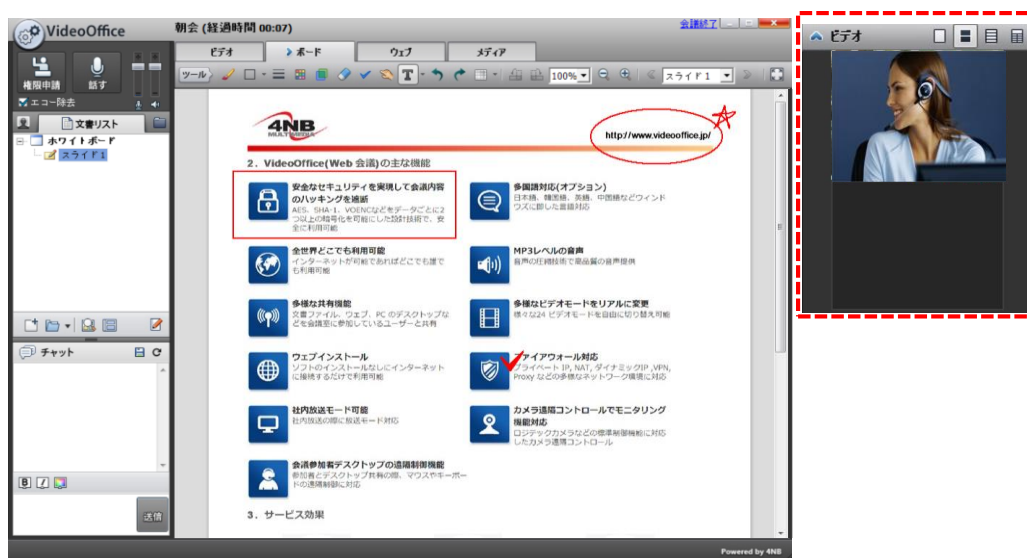 VideoOffice
朝会 (経過時間 00:07)
会議終了
権限申請
話す
エコー除去
文書リスト
ホワイトボード
スライド1
チャット
送信
ビデオ
ボード
ウェブ
メディア
ツール
T
100%
スライド 1
4NB
MULTIMEDIA
http://www.videooffice.jp/
2. VideoOffice(Web 会議)の主な機能
安全なセキュリティを実現して会議内容
のハッキングを遮断
AES、SHA-1、VOENCなどをデータごとに2
つ以上の暗号化を可能にした設計技術で、安
全に利用可能
多国語対応(オプション)
日本語、韓国語、英語、中国語などウィンド
ウズに即した言語対応
全世界どこでも利用可能
インターネットが可能であればどこでも誰で
も利用可能
MP3レベルの音声
音声の圧縮技術で高品質の音声提供
多様な共有機能
文書ファイル、ウェブ、PC のデスクトップな
どを会議室に参加しているユーザーと共有
多様なビデオモードをリアルに変更
様々な24 ビデオモードを自由に切り替え可能
ウェブインストール
ソフトのインストールなしにインターネット
に接続するだけで利用可能
ファイアウォール対応
プライベート IP, NAT, ダイナミックIP ,VPN,
Proxy などの多様なネットワーク環境に対応
社内放送モード可能
社内放送の際に放送モード対応
カメラ遠隔コントロールでモニタリング
機能対応
ロジテックカメラなどの標準制御機能に対応
したカメラ遠隔コントロール
会議参加者デスクトップの遠隔制御機能
参加者とデスクトップ共有の際、マウスやキーボー
ドの遠隔制御に対応
3. サービス効果
Powered by 4NB
ビデオ